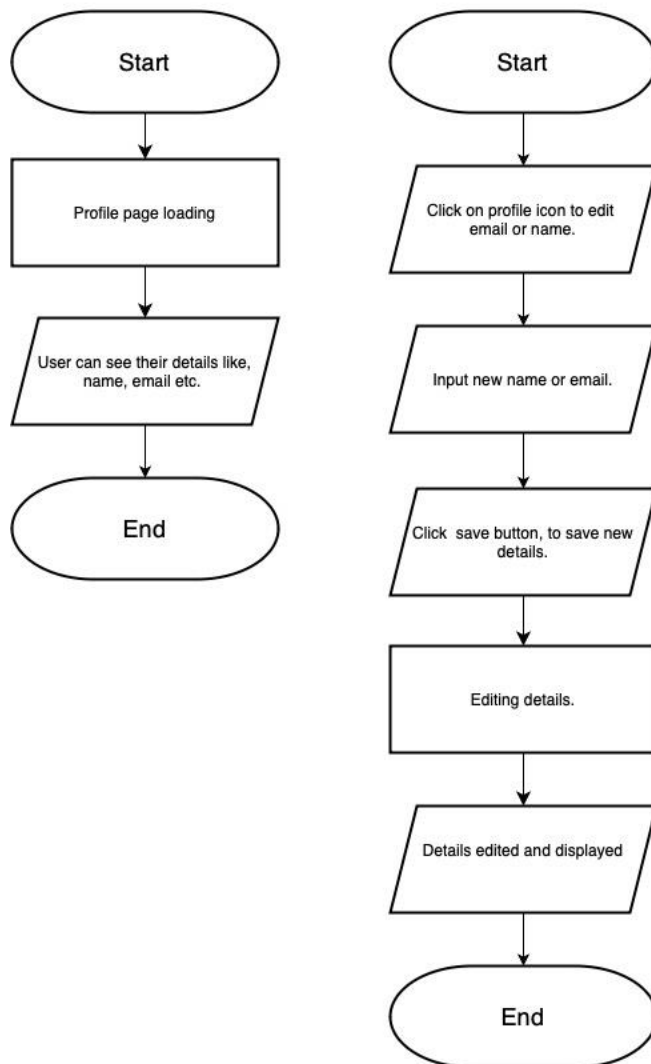 Start
Profile page loading
User can see their details like,
name, email etc.
End
Start
Click on profile icon to edit
email or name.
Input new name or email.
Click  save button, to save new
details.
Editing details.
Details edited and displayed
End